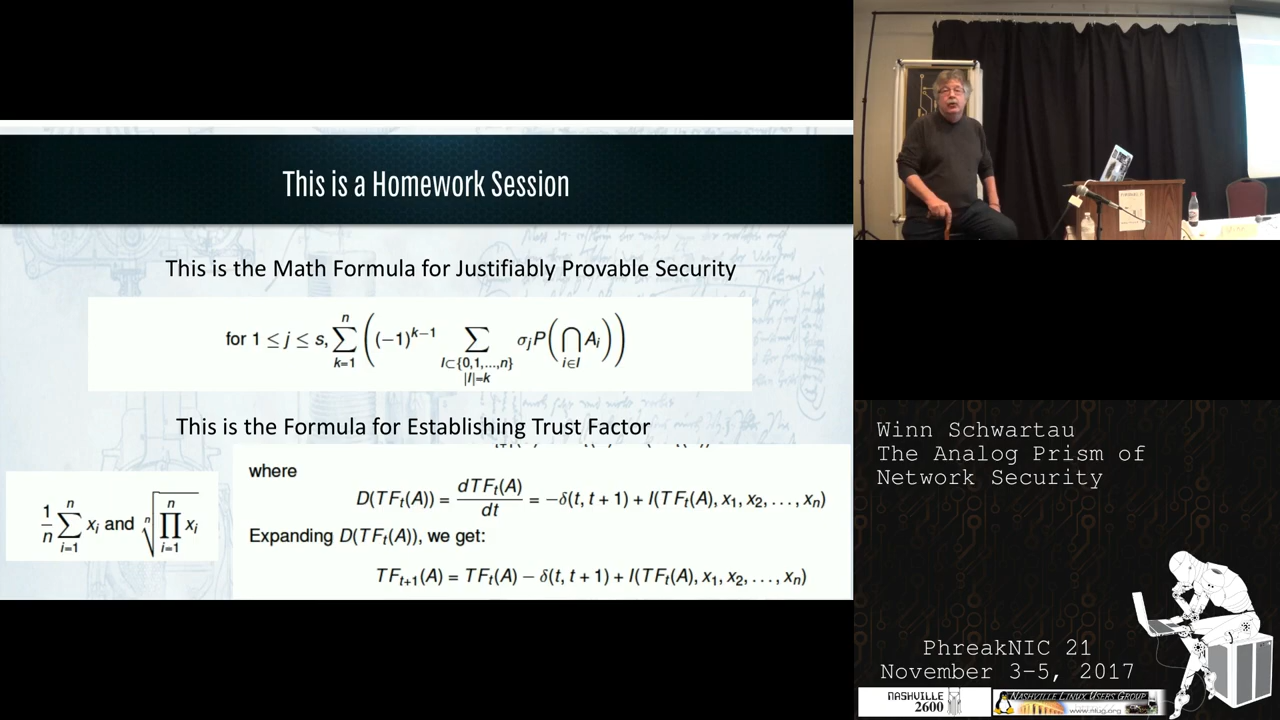 This is a Homework Session
This is the Math Formula for Justifiably Provable Security
for 1 ≤ j ≤ s, ∑_{k=1}^{n} ( (-1)^{k-1} ∑_{I⊂{0,1,...,n} |I|=k} σ_j P( ⋂_{i∈I} A_i ) )
This is the Formula for Establishing Trust Factor
1/n ∑_{i=1}^{n} x_i and ⁿ√(∏_{i=1}^{n} x_i)
where
D(TF_t(A)) = dTF_t(A)/dt = −δ(t, t + 1) + I(TF_t(A), x_1, x_2, . . . , x_n)
Expanding D(TF_t(A)), we get:
TF_{t+1}(A) = TF_t(A) − δ(t, t + 1) + I(TF_t(A), x_1, x_2, . . . , x_n)
Winn Schwartau
The Analog Prism of
Network Security
PhreakNIC 21
November 3-5, 2017
NASHVILLE
2600
NASHVILLE LINUX USERS GROUP
www.nlug.org